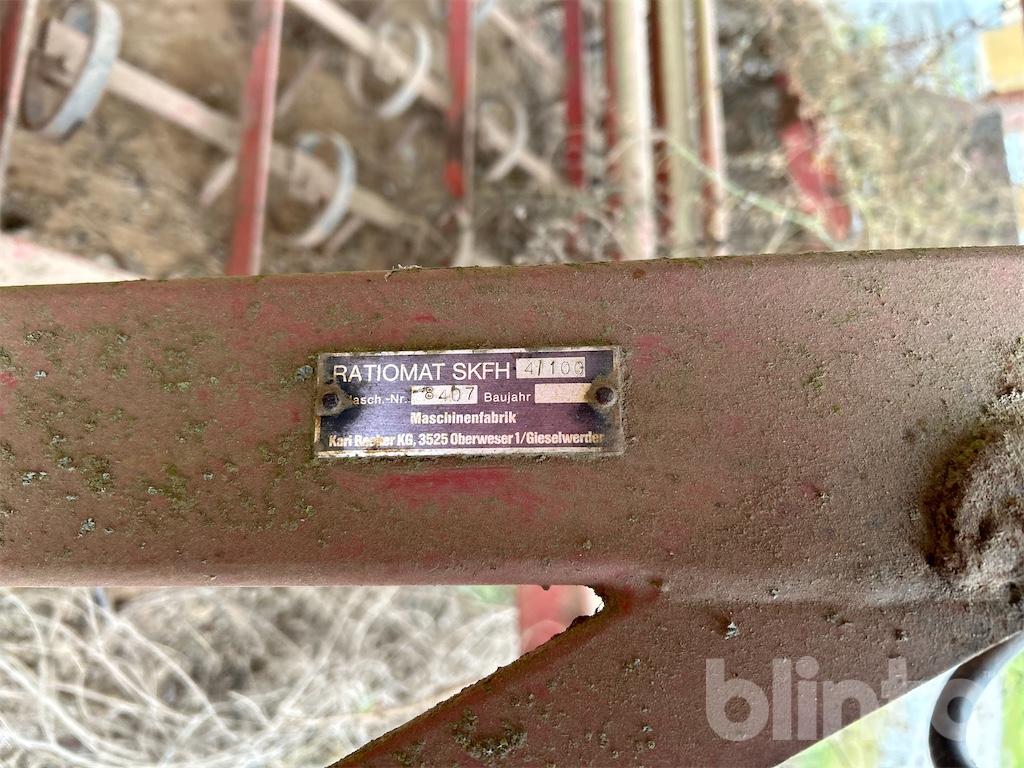 RATIOMAT SKFH 4/100
Masch.-Nr. 8407 Baujahr
Maschinenfabrik
Karl Becker KG, 3525 Oberweser 1/Gieselwerder
blinto